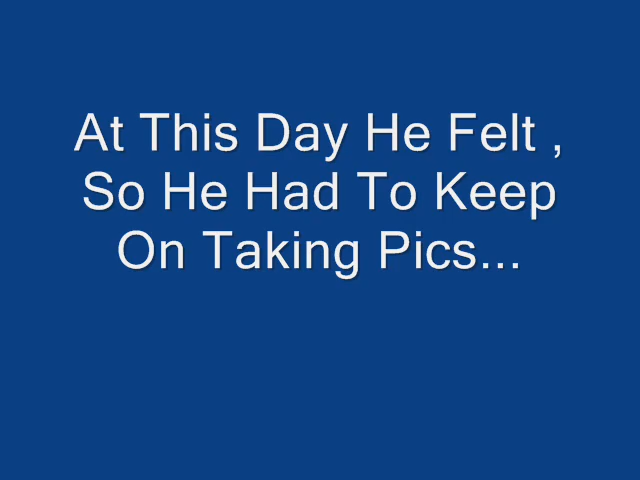 At This Day He Felt ,
So He Had To Keep
On Taking Pics...